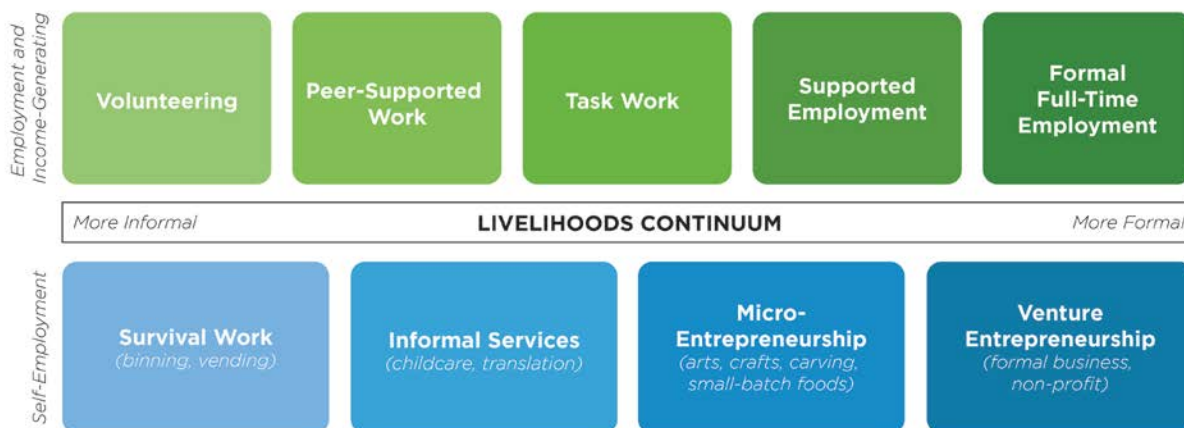 Employment and
Income-Generating
Volunteering
Peer-Supported
Work
Task Work
Supported
Employment
Formal
Full-Time
Employment
More Informal
LIVELIHOODS CONTINUUM
More Formal
Self-Employment
Survival Work
(binning, vending)
Informal Services
(childcare, translation)
Micro-
Entrepreneurship
(arts, crafts, carving,
small-batch foods)
Venture
Entrepreneurship
(formal business,
non-profit)